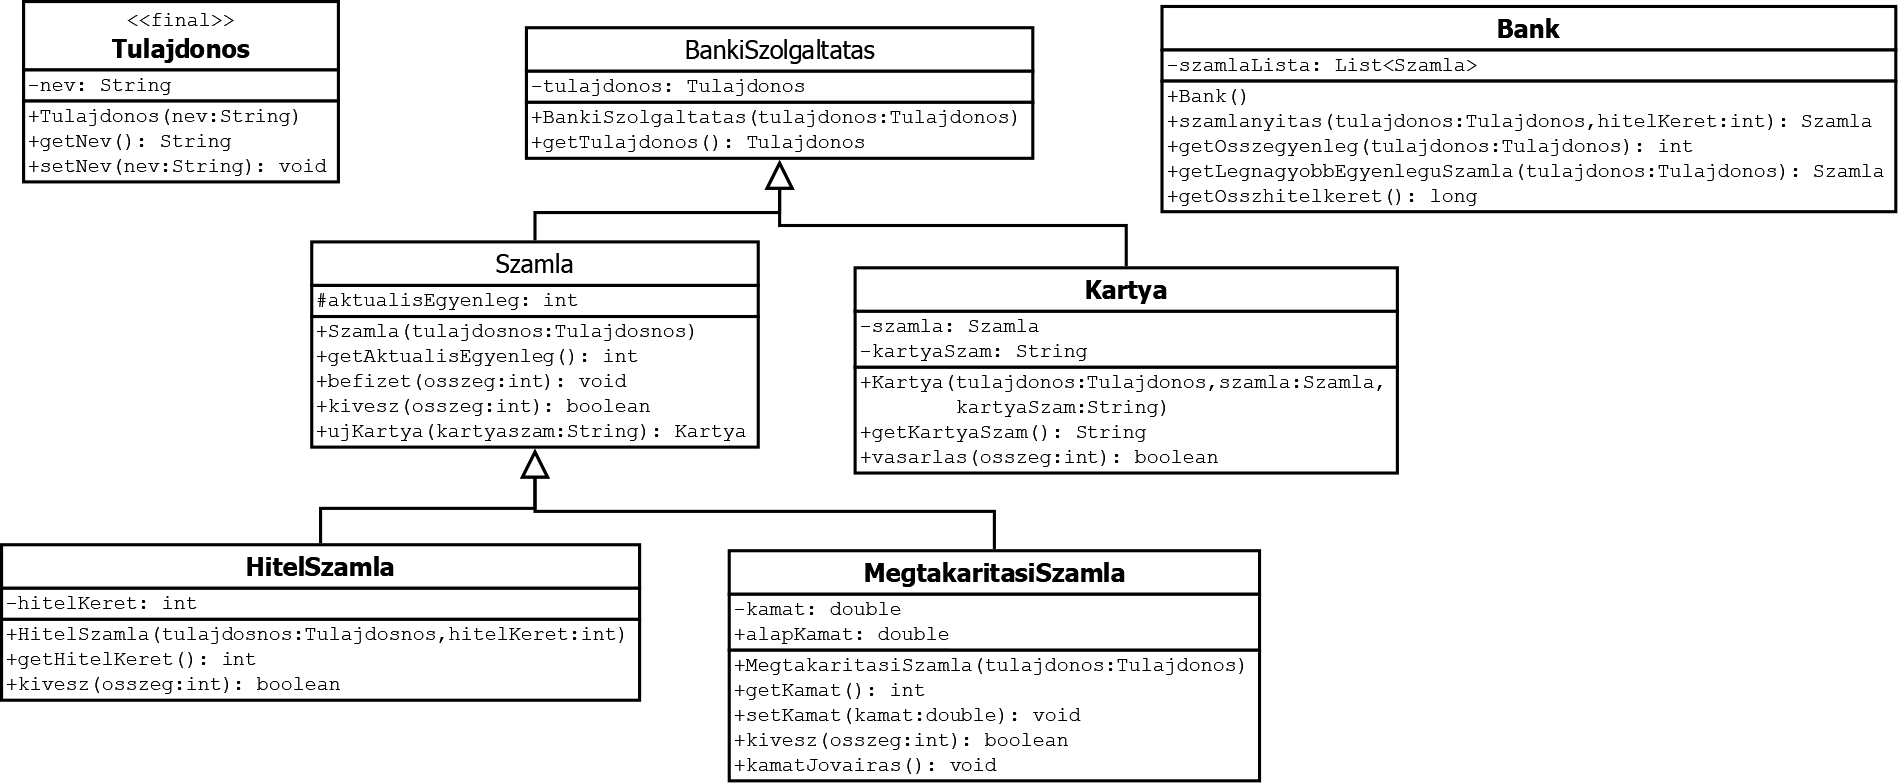 <<final>>
Tulajdonos
-nev: String
+Tulajdonos(nev:String)
+getNev(): String
+setNev(nev:String): void
BankiSzolgaltatas
-tulajdonos: Tulajdonos
+BankiSzolgaltatas(tulajdonos:Tulajdonos)
+getTulajdonos(): Tulajdonos
Bank
-szamlaLista: List<Szamla>
+Bank()
+szamlanyitas(tulajdonos:Tulajdonos,hitelKeret:int): Szamla
+getOsszegyenleg(tulajdonos:Tulajdonos): int
+getLegnagyobbEgyenleguSzamla(tulajdonos:Tulajdonos): Szamla
+getOsszhitelkeret(): long
Szamla
#aktualisEgyenleg: int
+Szamla(tulajdosnos:Tulajdosnos)
+getAktualisEgyenleg(): int
+befizet(osszeg:int): void
+kivesz(osszeg:int): boolean
+ujKartya(kartyaszam:String): Kartya
Kartya
-szamla: Szamla
-kartyaSzam: String
+Kartya(tulajdonos:Tulajdonos,szamla:Szamla,
kartyaSzam:String)
+getKartyaSzam(): String
+vasarlas(osszeg:int): boolean
HitelSzamla
-hitelKeret: int
+HitelSzamla(tulajdosnos:Tulajdosnos,hitelKeret:int)
+getHitelKeret(): int
+kivesz(osszeg:int): boolean
MegtakaritasiSzamla
-kamat: double
+alapKamat: double
+MegtakaritasiSzamla(tulajdonos:Tulajdonos)
+getKamat(): int
+setKamat(kamat:double): void
+kivesz(osszeg:int): boolean
+kamatJovairas(): void